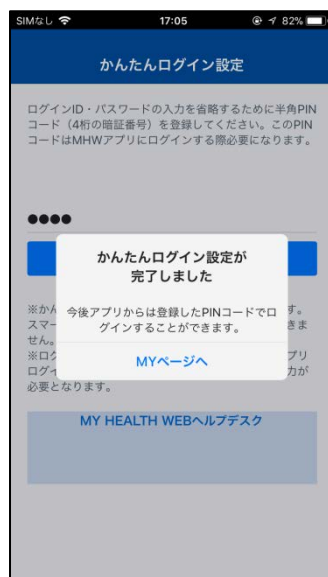 SIMなし 17:05 82%
かんたんログイン設定
ログインID・パスワードの入力を省略するために半角PIN
コード（4桁の暗証番号）を登録してください。このPIN
コードはMHWアプリにログインする際必要になります。
●●●●
かんたんログイン設定が
完了しました
今後アプリからは登録したPINコードでロ
グインすることができます。
MYページへ
※かん
す。
スマー
きま
せん。
※ログ
プリ
ログイ
力が
必要となります。
MY HEALTH WEBヘルプデスク